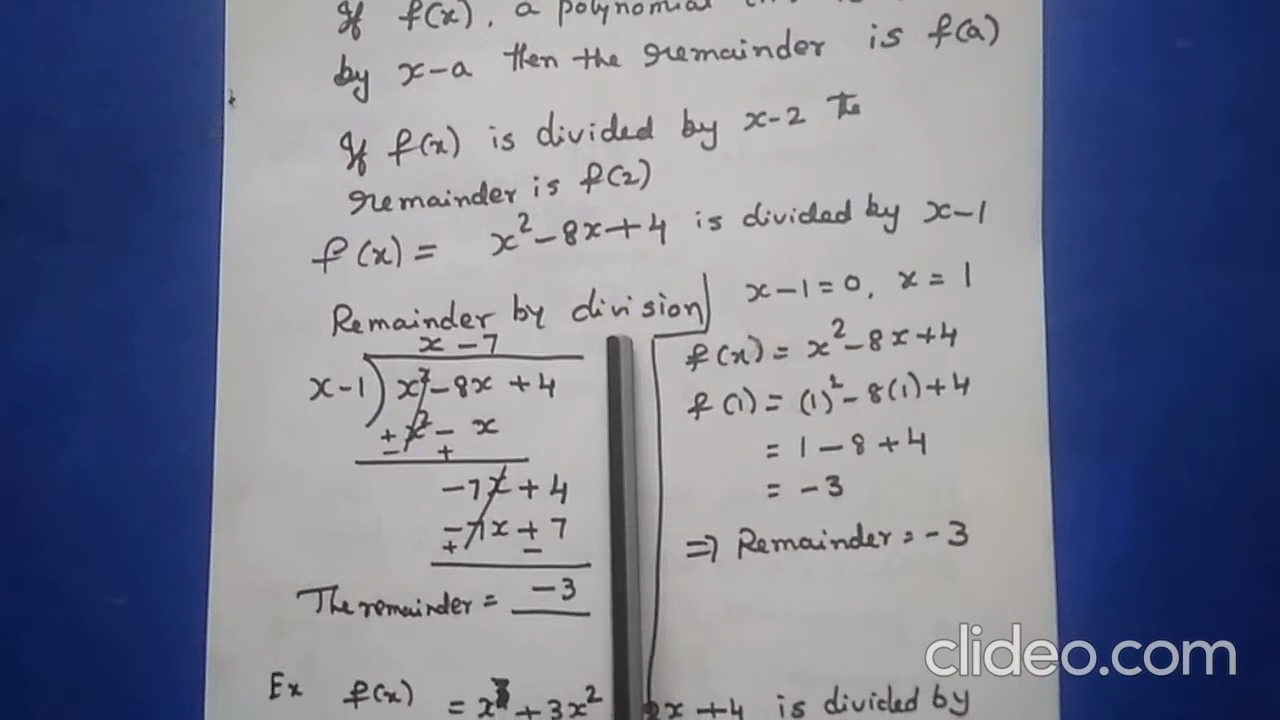 If f(x), a polynomial
by x-a then the remainder is f(a)
If f(x) is divided by x-2 The
remainder is f(2)
f(x) = x² - 8x + 4 is divided by x-1
Remainder by division
x - 7
x-1 ) x² - 8x + 4
+ x² - x
- +
-7x + 4
-7x + 7
+ -
The remainder = -3
x-1 = 0, x = 1
f(x) = x² - 8x + 4
f(1) = (1)² - 8(1) + 4
= 1 - 8 + 4
= -3
⇒ Remainder = -3
Ex f(x) = x³ + 3x² x + 4 is divided by
clideo.com